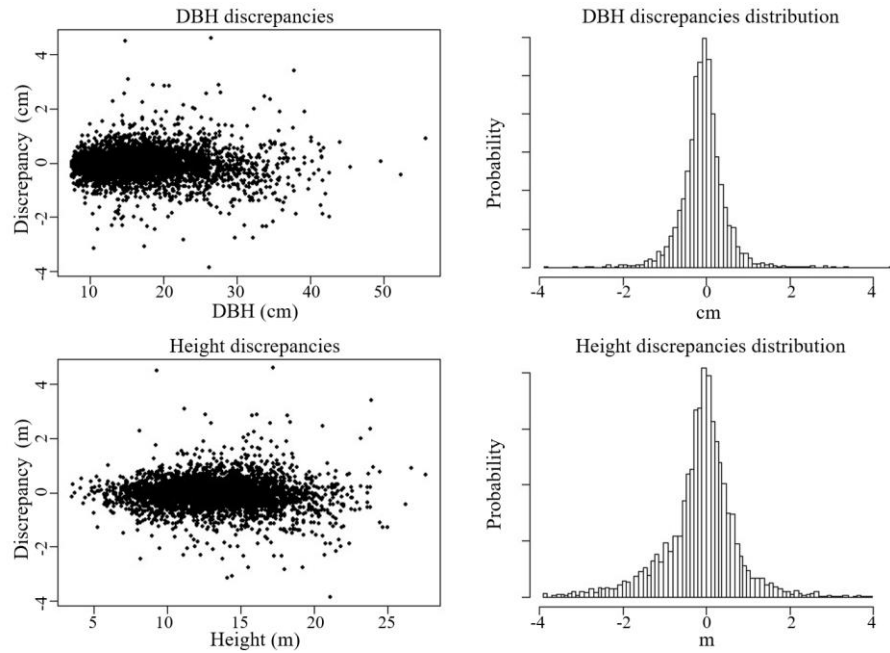 DBH discrepancies
Discrepancy (cm)
4
2
0
-2
-4
10 20 30 40 50
DBH (cm)
DBH discrepancies distribution
Probability
-4 -2 0 2 4
cm
Height discrepancies
Discrepancy (m)
4
2
0
-2
-4
5 10 15 20 25
Height (m)
Height discrepancies distribution
Probability
-4 -2 0 2 4
m